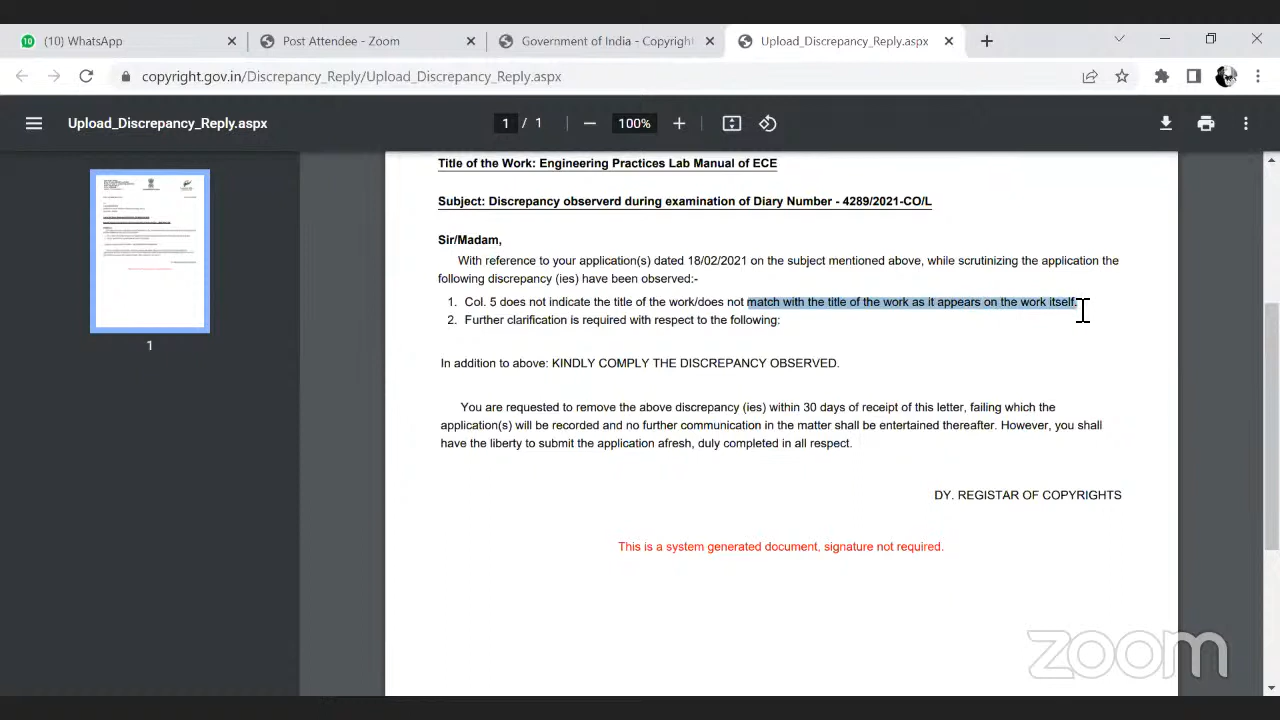 (10) WhatsApp
Post Attendee - Zoom
Government of India - Copyright
Upload_Discrepancy_Reply.aspx
copyright.gov.in/Discrepancy_Reply/Upload_Discrepancy_Reply.aspx
Upload_Discrepancy_Reply.aspx
1 / 1
100%
Title of the Work: Engineering Practices Lab Manual of ECE
Subject: Discrepancy observerd during examination of Diary Number - 4289/2021-CO/L
Sir/Madam,
With reference to your application(s) dated 18/02/2021 on the subject mentioned above, while scrutinizing the application the
following discrepancy (ies) have been observed:-
1. Col. 5 does not indicate the title of the work/does not match with the title of the work as it appears on the work itself.
2. Further clarification is required with respect to the following:
In addition to above: KINDLY COMPLY THE DISCREPANCY OBSERVED.
You are requested to remove the above discrepancy (ies) within 30 days of receipt of this letter, failing which the
application(s) will be recorded and no further communication in the matter shall be entertained thereafter. However, you shall
have the liberty to submit the application afresh, duly completed in all respect.
DY. REGISTAR OF COPYRIGHTS
This is a system generated document, signature not required.
1
zoom